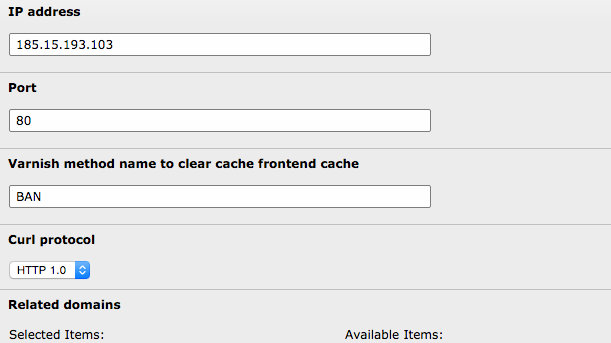 IP address
185.15.193.103
Port
80
Varnish method name to clear cache frontend cache
BAN
Curl protocol
HTTP 1.0
Related domains
Selected Items: Available Items: